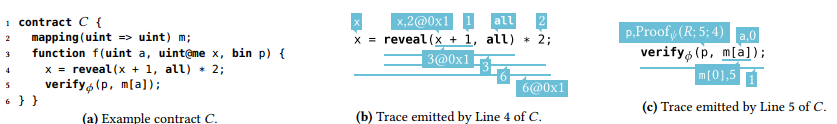 1 contract C {
2 mapping(uint => uint) m;
3 function f(uint a, uint@me x, bin p) {
4 x = reveal(x + 1, all) * 2;
5 verifyϕ(p, m[a]);
6 } }
(a) Example contract C.
x x,2@0x1 1 all 2
x = reveal(x + 1, all) * 2;
3@0x1 3 6 6@0x1
(b) Trace emitted by Line 4 of C.
p,Proofψ(R; 5; 4) a,0
verifyϕ(p, m[a]);
m[0],5 1
(c) Trace emitted by Line 5 of C.